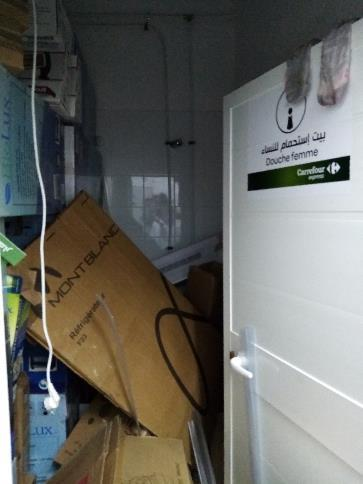 بيت إستحمام للنساء
Douche femme
Carrefour
express
Lux
MONTBLANC
Réfrigérateur
Lux